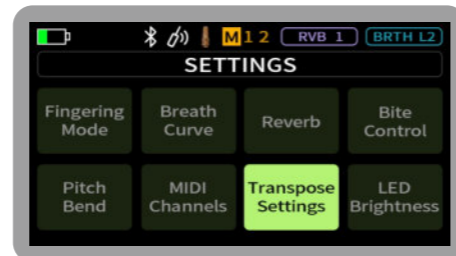 M 1 2 RVB 1 BRTH L2
SETTINGS
Fingering Breath Reverb Bite
Mode Curve Control
Pitch MIDI Transpose LED
Bend Channels Settings Brightness